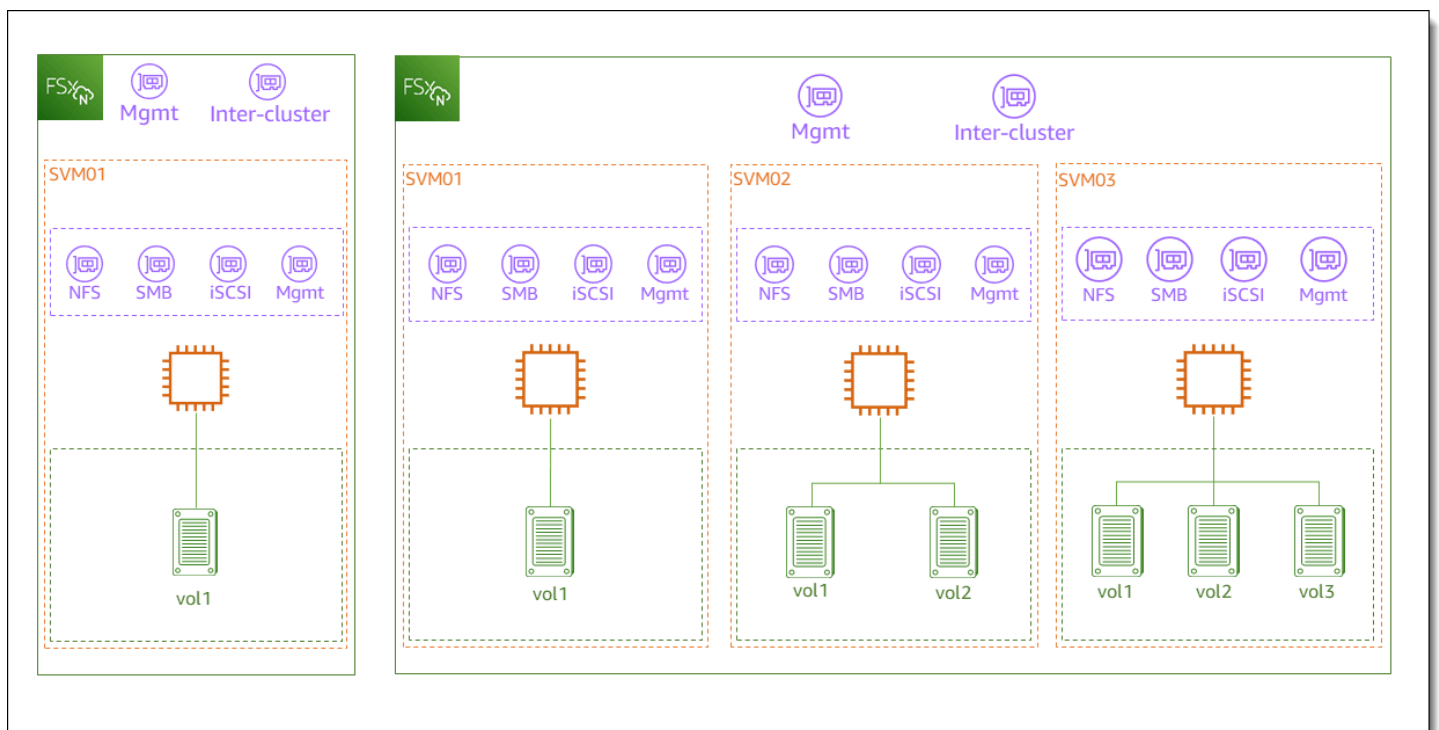 FSx N
Mgmt Inter-cluster
SVM01
NFS SMB iSCSI Mgmt
vol1
FSx N
Mgmt Inter-cluster
SVM01
NFS SMB iSCSI Mgmt
vol1
SVM02
NFS SMB iSCSI Mgmt
vol1 vol2
SVM03
NFS SMB iSCSI Mgmt
vol1 vol2 vol3